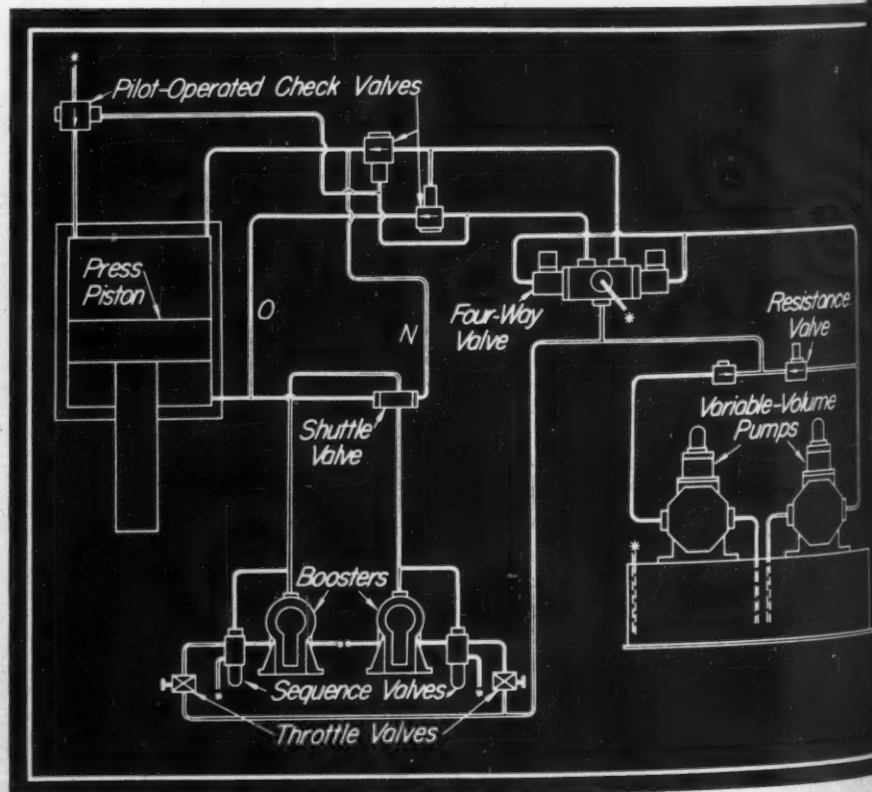 *
Pilot-Operated Check Valves
Press
Piston
O
N
Four-Way
Valve
*
Resistance
Valve
Shuttle
Valve
Variable-Volume
Pumps
*
Boosters
Sequence Valves
*
*
Throttle Valves